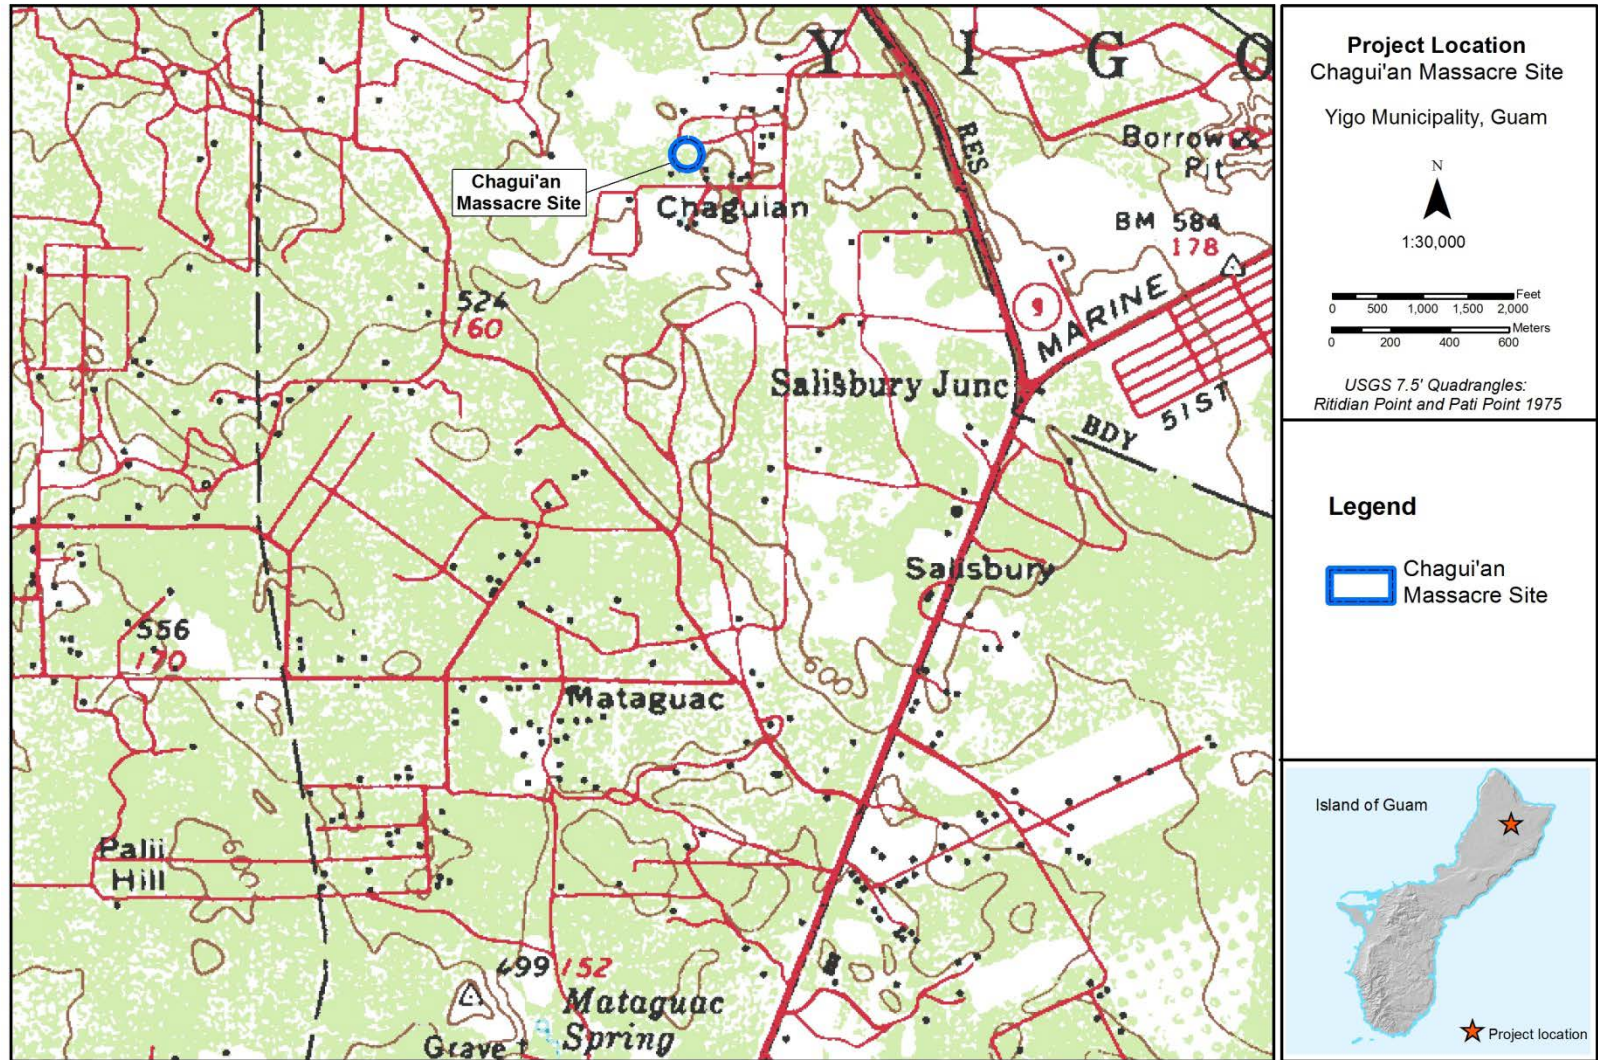 Y I G O
RES
Borrow
Pit
Chagui'an
Massacre Site
Chaguian
BM 584
178
524
160
9
MARINE
Salisbury Junc
51ST
BDY
Salisbury
556
170
600
Mataguac
Palii
Hill
600
499 152
Mataguac
Spring
Grave
Project Location
Chagui'an Massacre Site
Yigo Municipality, Guam
N
1:30,000
Feet
0 500 1,000 1,500 2,000
Meters
0 200 400 600
USGS 7.5' Quadrangles:
Ritidian Point and Pati Point 1975
Legend
Chagui'an
Massacre Site
Island of Guam
Project location